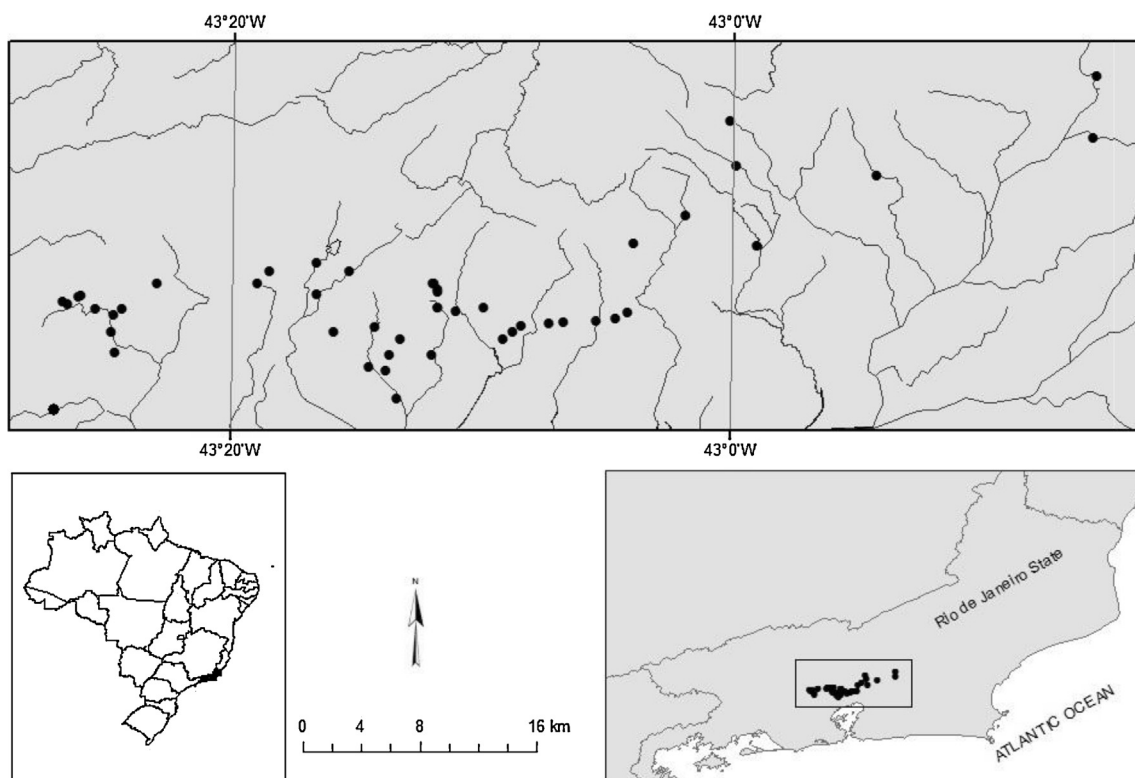 43°20'W 43°0'W
43°20'W 43°0'W
N
0 4 8 16 km
Rio de Janeiro State
ATLANTIC OCEAN